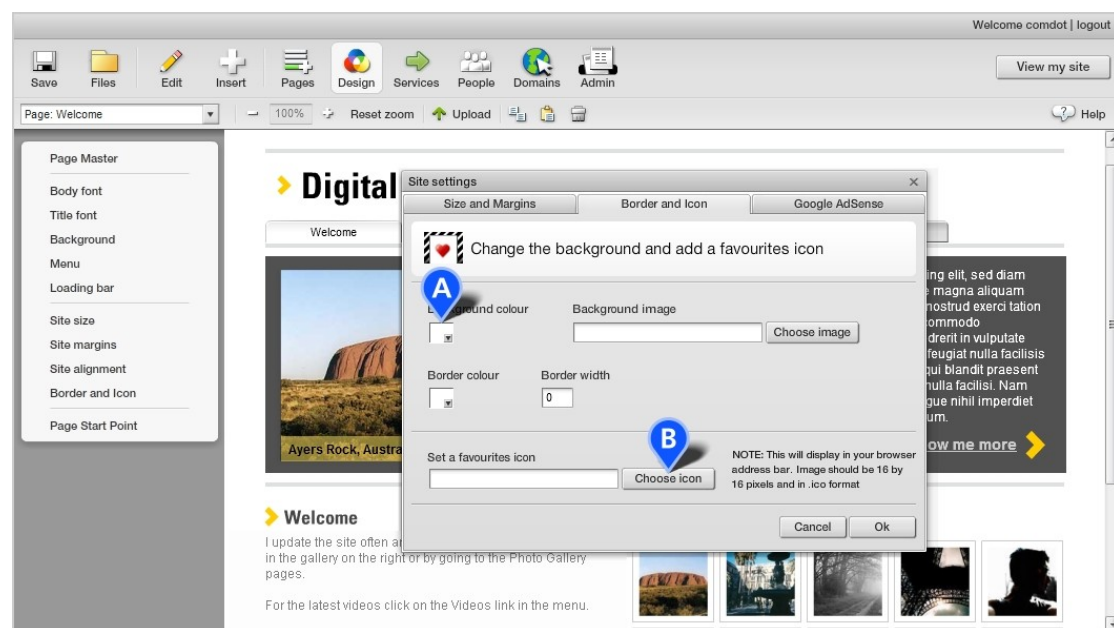 Welcome comdot | logout
Save Files Edit Insert Pages Design Services People Domains Admin
View my site
Page: Welcome
100% Reset zoom Upload
Help
Page Master
Body font
Title font
Background
Menu
Loading bar
Site size
Site margins
Site alignment
Border and Icon
Page Start Point
Digital
Welcome
Ayers Rock, Austra
Site settings
Size and Margins
Border and Icon
Google AdSense
Change the background and add a favourites icon
A
colour
Background image
Choose image
Border colour
Border width
0
B
Set a favourites icon
Choose icon
NOTE: This will display in your browser
address bar. Image should be 16 by
16 pixels and in .ico format
Cancel
Ok
ing elit, sed diam
magna aliquam
nostrud exerci tation
ommodo
drerit in vulputate
feugiat nulla facilisis
qui blandit praesent
nulla facilisi. Nam
gue nihil imperdiet
um.
ow me more
Welcome
I update the site often a
in the gallery on the right or by going to the Photo Gallery
pages.
For the latest videos click on the Videos link in the menu.